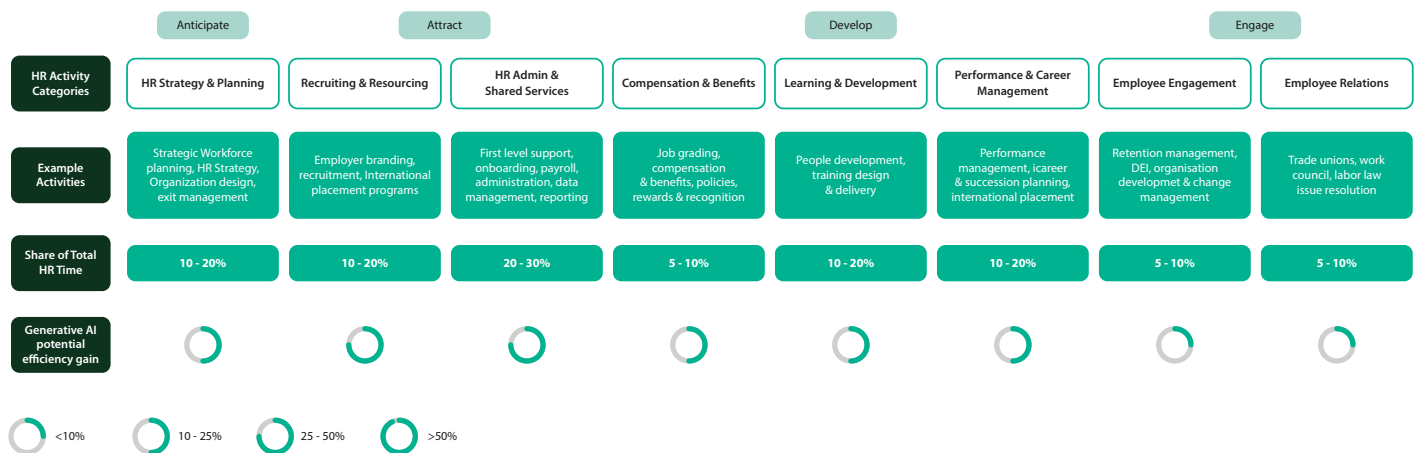 Anticipate
Attract
Develop
Engage
HR Activity
Categories
HR Strategy & Planning
Recruiting & Resourcing
HR Admin &
Shared Services
Compensation & Benefits
Learning & Development
Performance & Career
Management
Employee Engagement
Employee Relations
Example
Activities
Strategic Workforce
planning, HR Strategy,
Organization design,
exit management
Employer branding,
recruitment, International
placement programs
First level support,
onboarding, payroll,
administration, data
management, reporting
Job grading,
compensation
& benefits, policies,
rewards & recognition
People development,
training design
& delivery
Performance
management, icareer
& succession planning,
international placement
Retention management,
DEI, organisation
developmet & change
management
Trade unions, work
council, labor law
issue resolution
Share of Total
HR Time
10 - 20%
10 - 20%
20 - 30%
5 - 10%
10 - 20%
10 - 20%
5 - 10%
5 - 10%
Generative AI
potential
efficiency gain
<10%
10 - 25%
25 - 50%
>50%